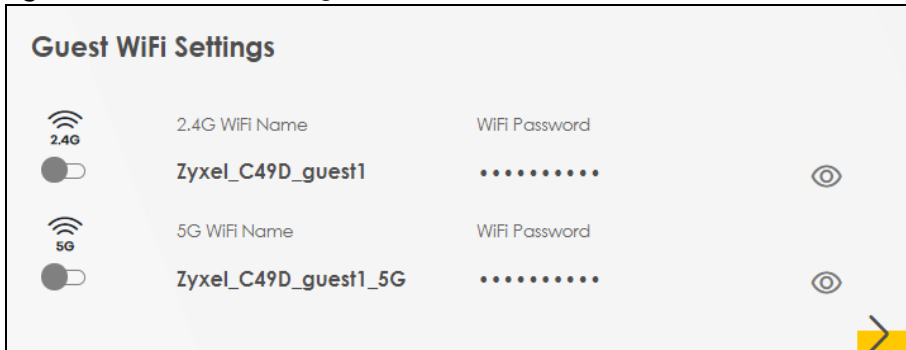 Guest WiFi Settings
2.4G
2.4G WiFi Name WiFi Password
Zyxel_C49D_guest1 ••••••••••
5G
5G WiFi Name WiFi Password
Zyxel_C49D_guest1_5G ••••••••••